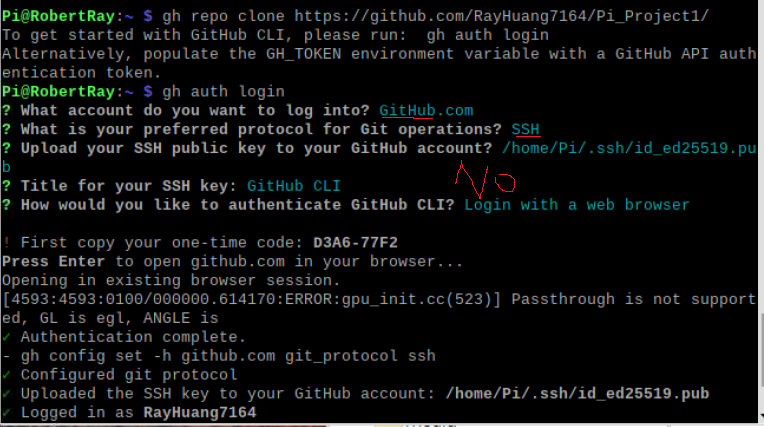 Pi@RobertRay:~ $ gh repo clone https://github.com/RayHuang7164/Pi_Project1/
To get started with GitHub CLI, please run:  gh auth login
Alternatively, populate the GH_TOKEN environment variable with a GitHub API auth
entication token.
Pi@RobertRay:~ $ gh auth login
? What account do you want to log into? GitHub.com
? What is your preferred protocol for Git operations? SSH
? Upload your SSH public key to your GitHub account? /home/Pi/.ssh/id_ed25519.pu
b
No
? Title for your SSH key: GitHub CLI
? How would you like to authenticate GitHub CLI? Login with a web browser
! First copy your one-time code: D3A6-77F2
Press Enter to open github.com in your browser...
Opening in existing browser session.
[4593:4593:0100/000000.614170:ERROR:gpu_init.cc(523)] Passthrough is not support
ed, GL is egl, ANGLE is
✓ Authentication complete.
- gh config set -h github.com git_protocol ssh
✓ Configured git protocol
✓ Uploaded the SSH key to your GitHub account: /home/Pi/.ssh/id_ed25519.pub
✓ Logged in as RayHuang7164